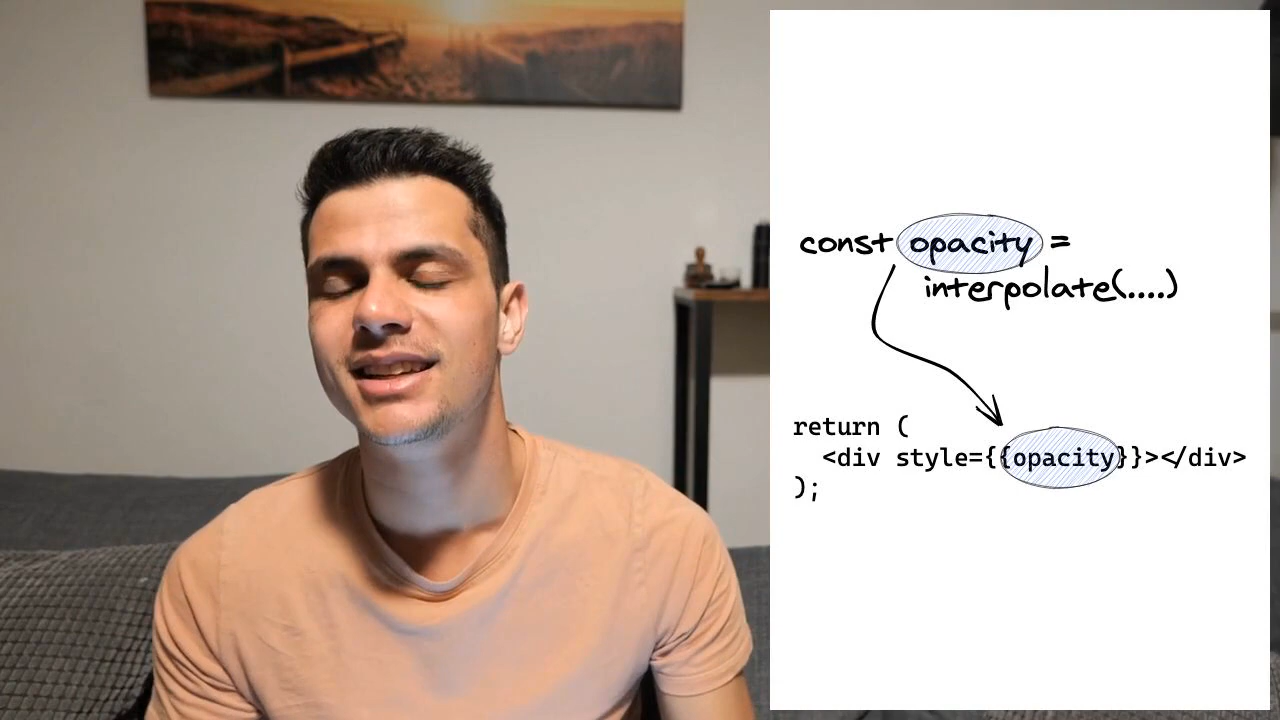 const opacity =
interpolate(....)
return (
<div style={{opacity}}></div>
);